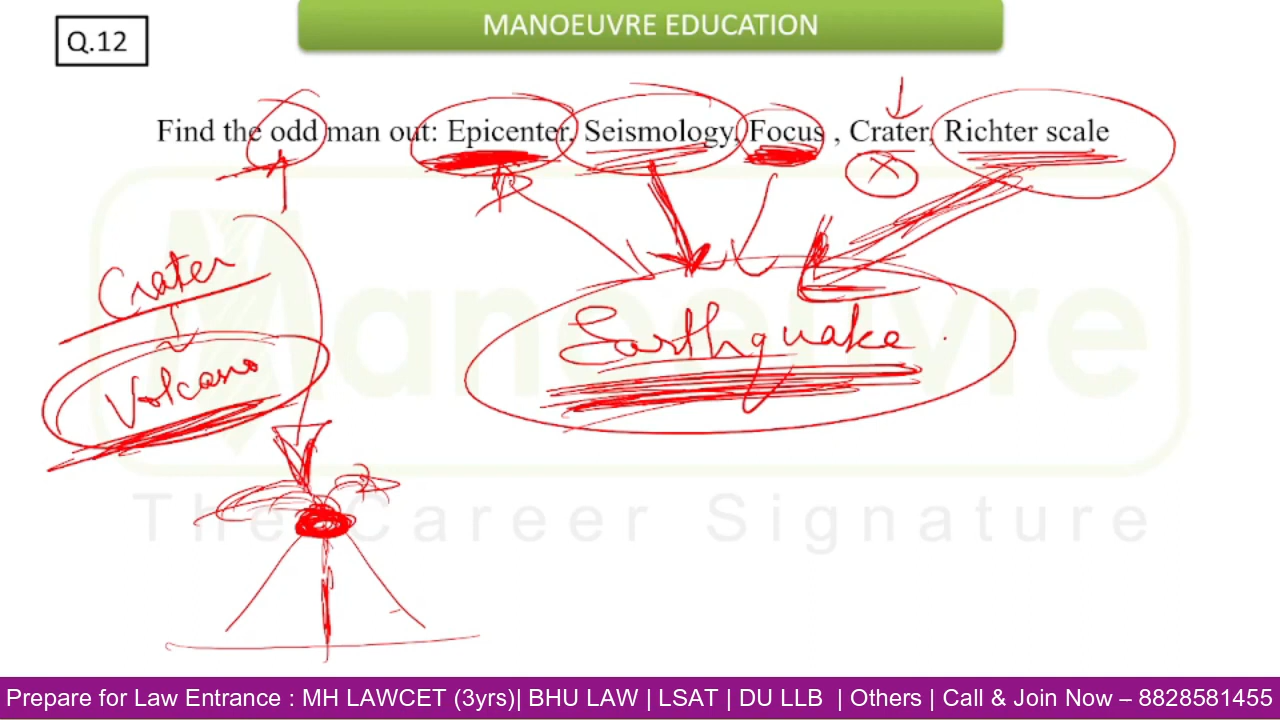 MANOEUVRE EDUCATION
Q.12
Find the odd man out: Epicenter, Seismology, Focus , Crater, Richter scale
Crater
Volcano
Earthquake
Manoeuvre
The Career Signature
Prepare for Law Entrance : MH LAWCET (3yrs)| BHU LAW | LSAT | DU LLB | Others | Call & Join Now – 8828581455